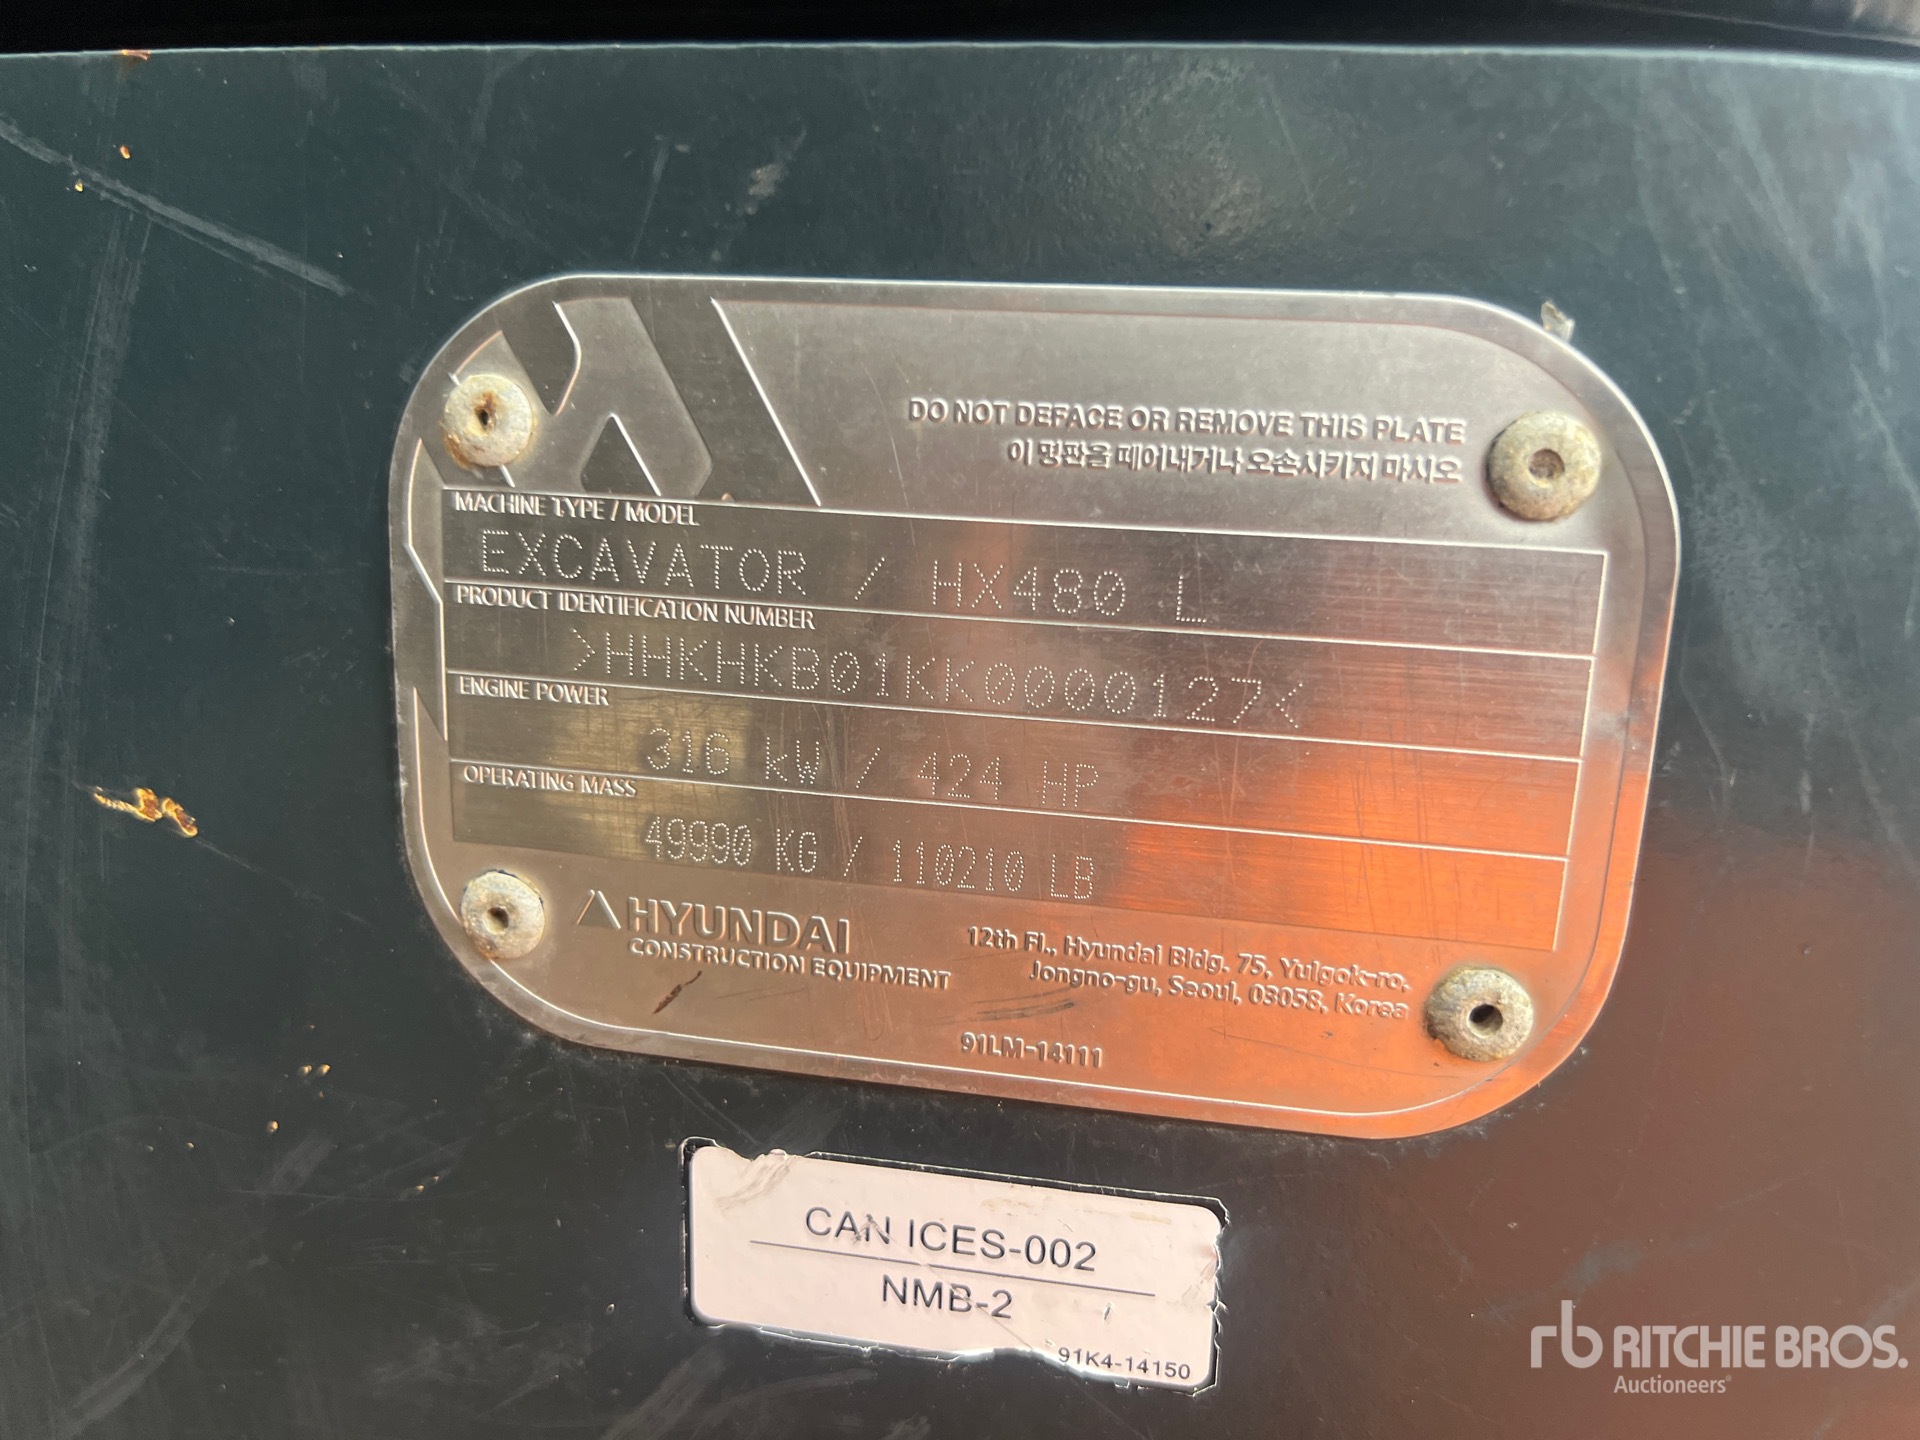 DO NOT DEFACE OR REMOVE THIS PLATE
이 명판을 떼어내거나 오손시키지 마시오
MACHINE TYPE / MODEL
EXCAVATOR / HX480 L
PRODUCT IDENTIFICATION NUMBER
>HHKHKB01KK0000127<
ENGINE POWER
316 kW / 424 HP
OPERATING MASS
49990 KG / 110210 LB
HYUNDAI
CONSTRUCTION EQUIPMENT
12th Fl., Hyundai Bldg. 75, Yulgok-ro,
Jongno-gu, Seoul, 03058, Korea
91LM-14111
CAN ICES-002
NMB-2
91K4-14150
rb RITCHIE BROS.
Auctioneers